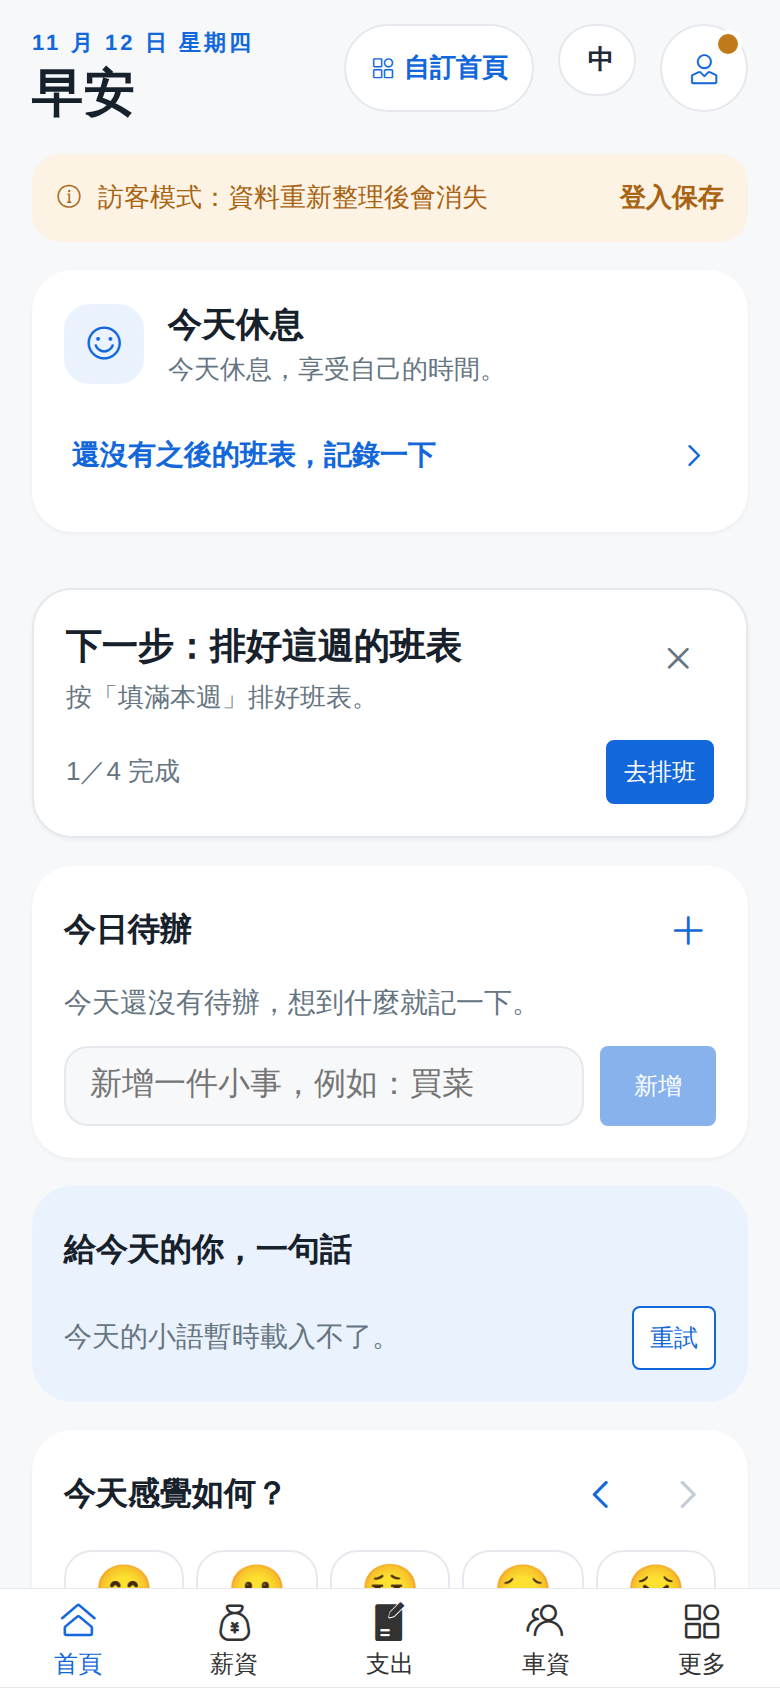 11 月 12 日 星期四
早安
自訂首頁
中
訪客模式：資料重新整理後會消失
登入保存
今天休息
今天休息，享受自己的時間。
還沒有之後的班表，記錄一下
下一步：排好這週的班表
按「填滿本週」排好班表。
1／4 完成
去排班
今日待辦
今天還沒有待辦，想到什麼就記一下。
新增一件小事，例如：買菜
新增
給今天的你，一句話
今天的小語暫時載入不了。
重試
今天感覺如何？
首頁
薪資
支出
車資
更多